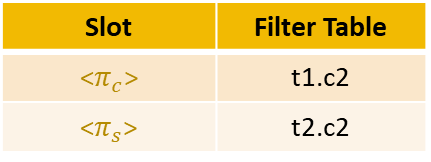 Slot Filter Table
<π_c> t1.c2
<π_s> t2.c2